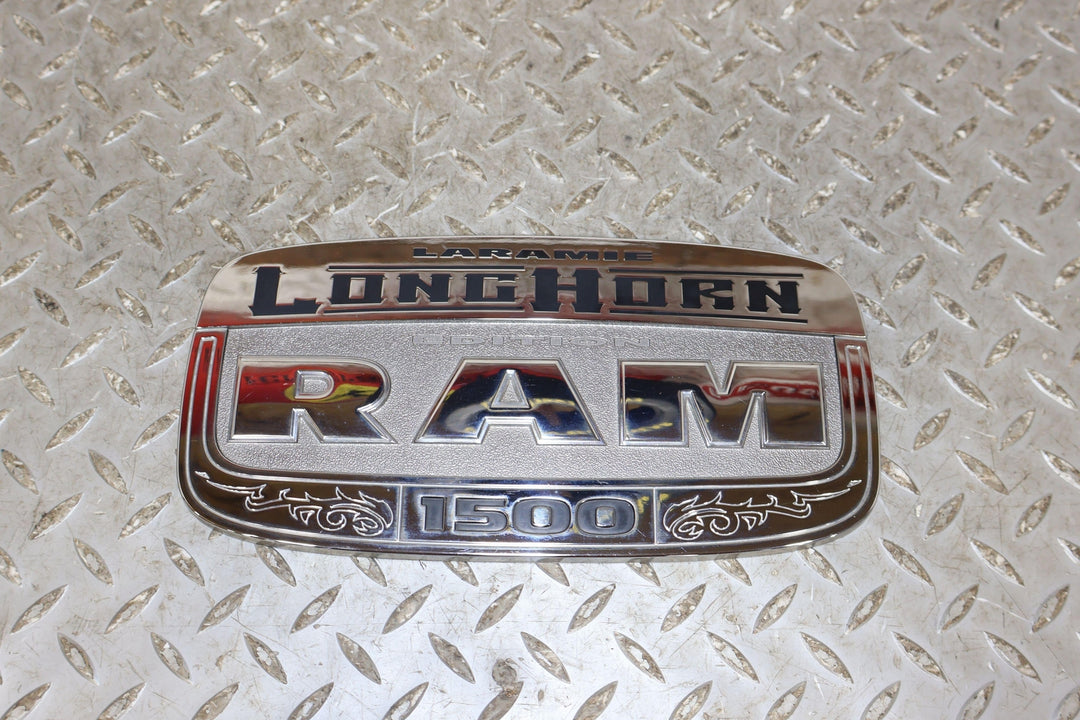 LARAMIE
LONGHORN
EDITION
RAM
1500